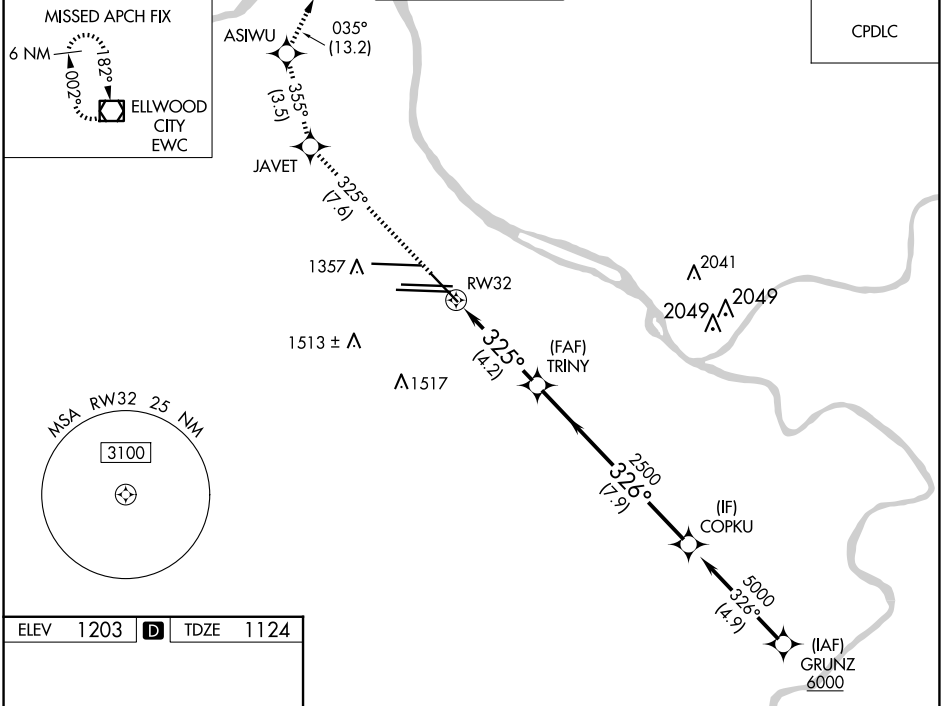 MISSED APCH FIX
6 NM
182°
002°
ELLWOOD
CITY
EWC
ASIWU
035°
(13.2)
CPDLC
355°
(3.5)
JAVET
325°
(7.6)
1357
RW32
2041
2049
2049
1513 ±
325°
(4.2)
(FAF)
TRINY
1517
MSA RW32 25 NM
3100
2500
326°
(7.9)
(IF)
COPKU
5000
326°
(4.9)
(IAF)
GRUNZ
6000
ELEV 1203 D TDZE 1124